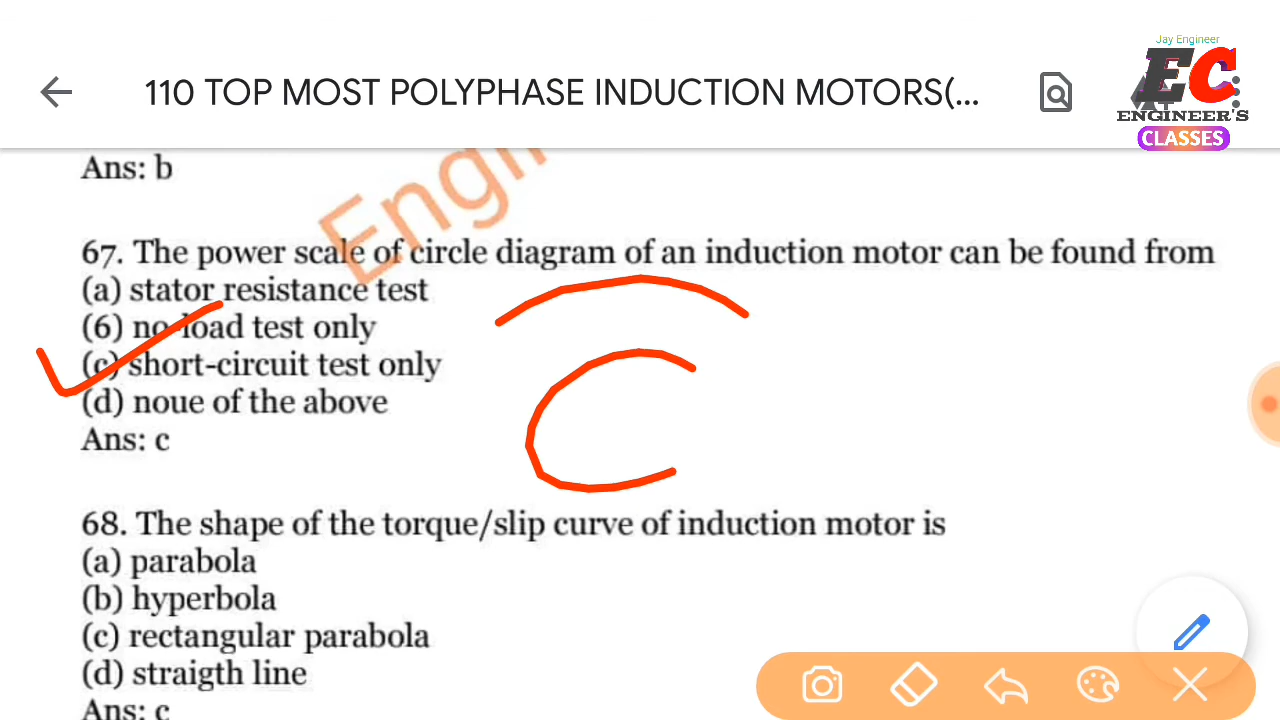 Jay Engineer
EC
ENGINEER'S
CLASSES
110 TOP MOST POLYPHASE INDUCTION MOTORS(...
Ans: b
Engi
67. The power scale of circle diagram of an induction motor can be found from
(a) stator resistance test
(6) no-load test only
(c) short-circuit test only
(d) noue of the above
Ans: c
C
68. The shape of the torque/slip curve of induction motor is
(a) parabola
(b) hyperbola
(c) rectangular parabola
(d) straigth line
Ans: c